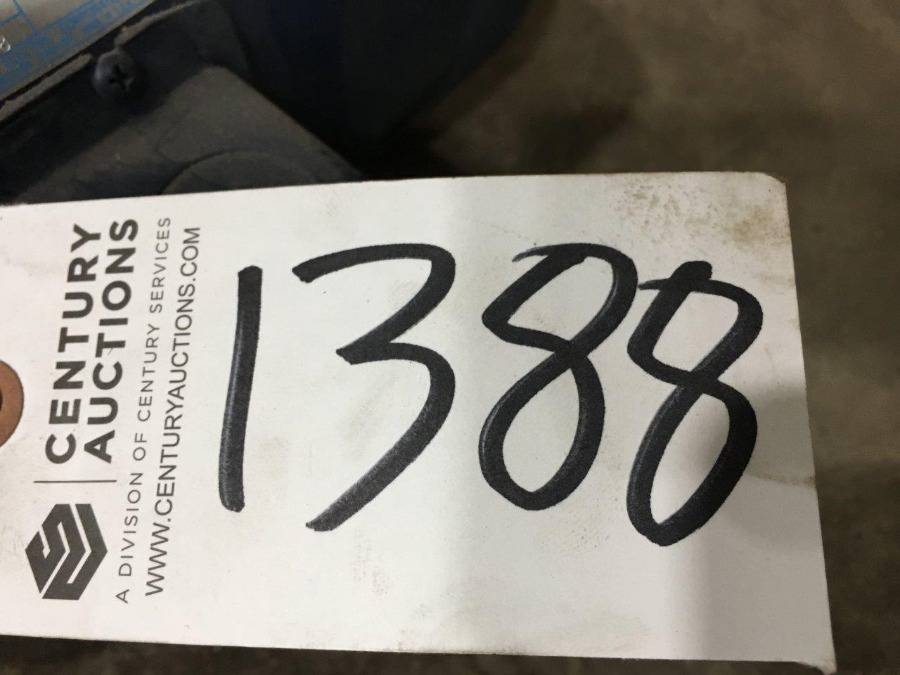 CENTURY
AUCTIONS
A DIVISION OF CENTURY SERVICES
WWW.CENTURYAUCTIONS.COM
1388